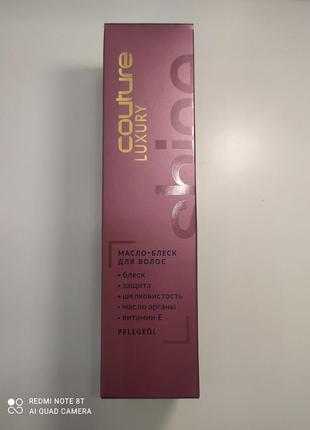 couture
LUXURY
shine
МАСЛО-БЛЕСК
ДЛЯ ВОЛОС
• блеск
• защита
• шелковистость
• масло арганы
• витамин Е
PFLEGEÖL
REDMI NOTE 8T
AI QUAD CAMERA